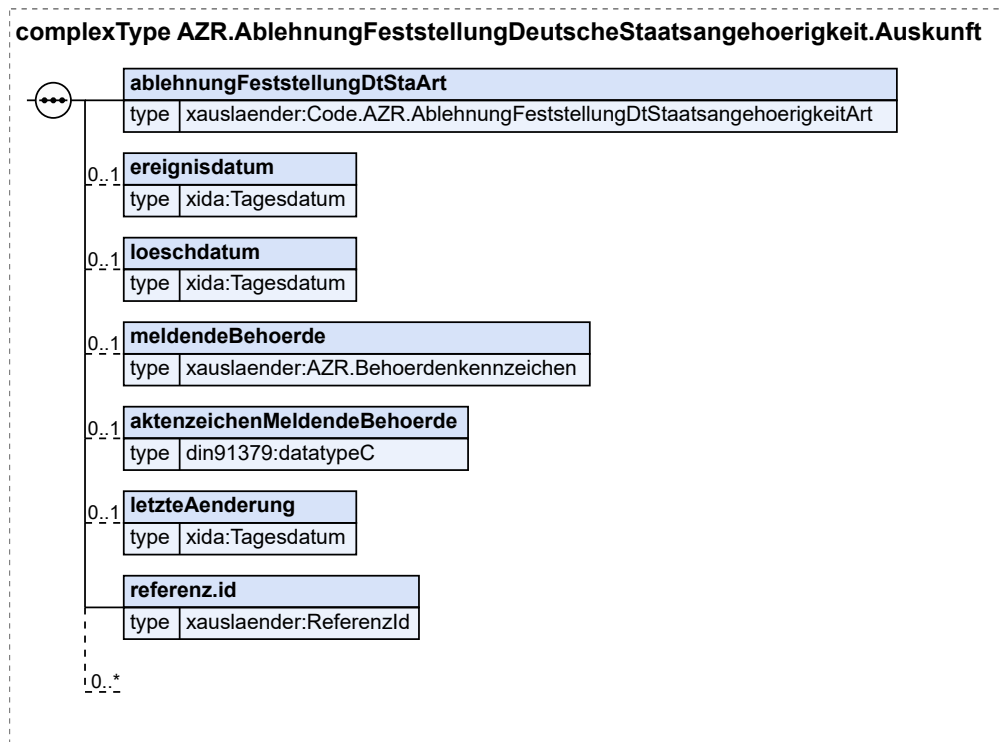 complexType AZR.AblehnungFeststellungDeutscheStaatsangehoerigkeit.Auskunft
ablehnungFeststellungDtStaArt
type xauslaender:Code.AZR.AblehnungFeststellungDtStaatsangehoerigkeitArt
0..1 ereignisdatum
type xida:Tagesdatum
0..1 loeschdatum
type xida:Tagesdatum
0..1 meldendeBehoerde
type xauslaender:AZR.Behoerdenkennzeichen
0..1 aktenzeichenMeldendeBehoerde
type din91379:datatypeC
0..1 letzteAenderung
type xida:Tagesdatum
referenz.id
type xauslaender:ReferenzId
0..*